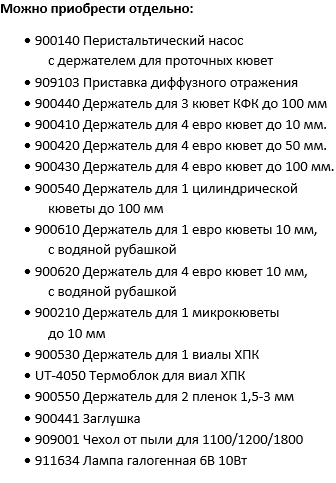 Можно приобрести отдельно:
• 900140 Перистальтический насос
с держателем для проточных кювет
• 909103 Приставка диффузного отражения
• 900440 Держатель для 3 кювет КФК до 100 мм
• 900410 Держатель для 4 евро кювет до 10 мм.
• 900420 Держатель для 4 евро кювет до 50 мм.
• 900430 Держатель для 4 евро кювет до 100 мм.
• 900540 Держатель для 1 цилиндрической
кюветы до 100 мм
• 900610 Держатель для 1 евро кюветы 10 мм,
с водяной рубашкой
• 900620 Держатель для 4 евро кювет 10 мм,
с водяной рубашкой
• 900210 Держатель для 1 микрокюветы
до 10 мм
• 900530 Держатель для 1 виалы ХПК
• UT-4050 Термоблок для виал ХПК
• 900550 Держатель для 2 пленок 1,5-3 мм
• 900441 Заглушка
• 909001 Чехол от пыли для 1100/1200/1800
• 911634 Лампа галогенная 6В 10Вт